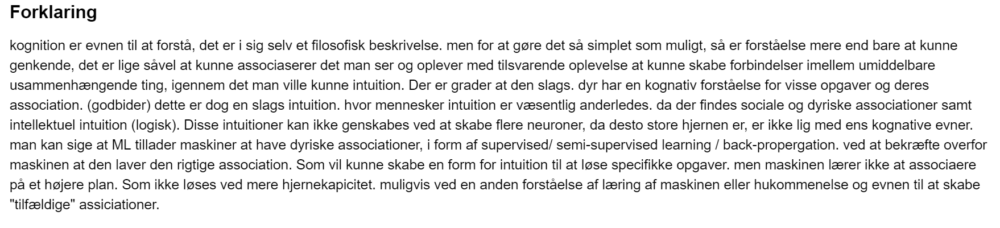 Forklaring
kognition er evnen til at forstå, det er i sig selv et filosofisk beskrivelse. men for at gøre det så simplet som muligt, så er forståelse mere end bare at kunne
genkende, det er lige såvel at kunne associaserer det man ser og oplever med tilsvarende oplevelse at kunne skabe forbindelser imellem umiddelbare
usammenhængende ting, igennem det man ville kunne intuition. Der er grader at den slags. dyr har en kognativ forståelse for visse opgaver og deres
association. (godbider) dette er dog en slags intuition. hvor mennesker intuition er væsentlig anderledes. da der findes sociale og dyriske associationer samt
intellektuel intuition (logisk). Disse intuitioner kan ikke genskabes ved at skabe flere neuroner, da desto store hjernen er, er ikke lig med ens kognative evner.
man kan sige at ML tillader maskiner at have dyriske associationer, i form af supervised/ semi-supervised learning / back-propergation. ved at bekræfte overfor
maskinen at den laver den rigtige association. Som vil kunne skabe en form for intuition til at løse specifikke opgaver. men maskinen lærer ikke at associaere
på et højere plan. Som ikke løses ved mere hjernekapicitet. muligvis ved en anden forståelse af læring af maskinen eller hukommenelse og evnen til at skabe
"tilfældige" assiciationer.